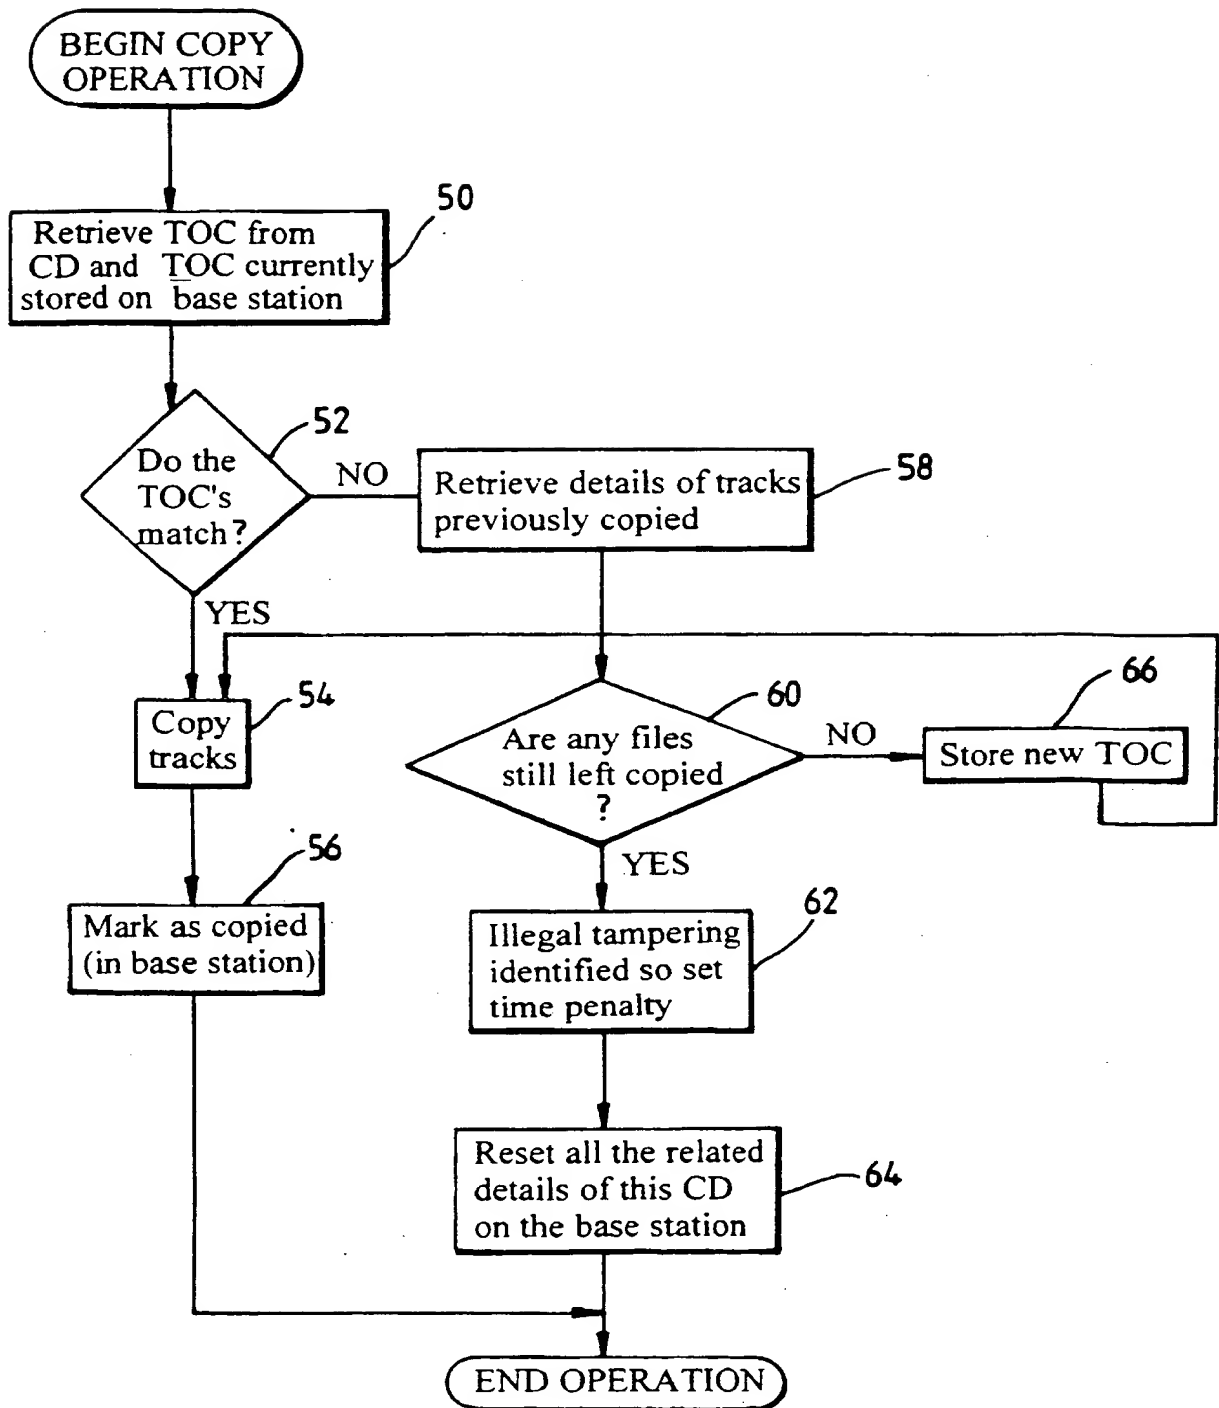 BEGIN COPY
OPERATION
50
Retrieve TOC from
CD and TOC currently
stored on base station
52
Do the
TOC's
match?
NO
58
Retrieve details of tracks
previously copied
YES
54
Copy
tracks
60
Are any files
still left copied
?
NO
66
Store new TOC
56
Mark as copied
(in base station)
YES
62
Illegal tampering
identified so set
time penalty
64
Reset all the related
details of this CD
on the base station
END OPERATION